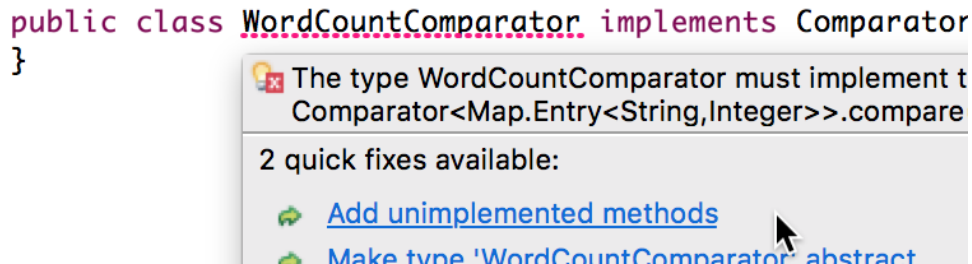 public class WordCountComparator implements Comparator
}
The type WordCountComparator must implement t
Comparator<Map.Entry<String,Integer>>.compare
2 quick fixes available:
Add unimplemented methods
Make type 'WordCountComparator' abstract